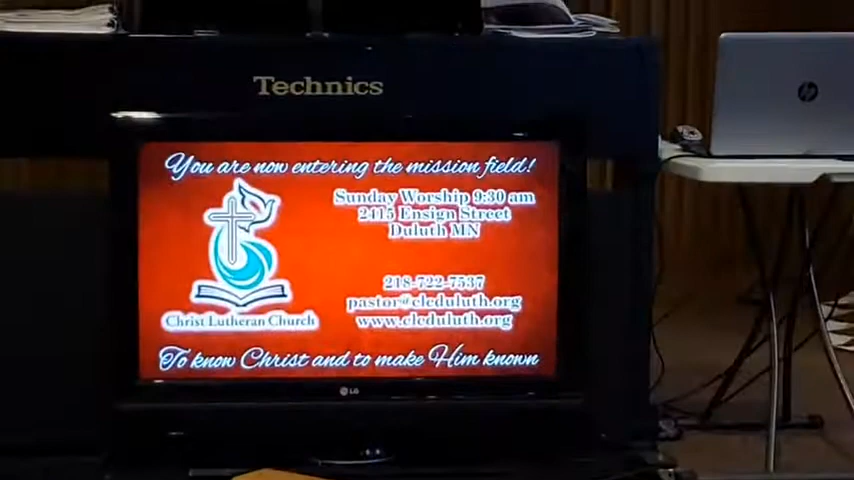 Technics
hp
You are now entering the mission field!
Sunday Worship 9:30 am
2415 Ensign Street
Duluth MN
218-722-7537
pastor@clcduluth.org
www.clcduluth.org
Christ Lutheran Church
To know Christ and to make Him known
LG